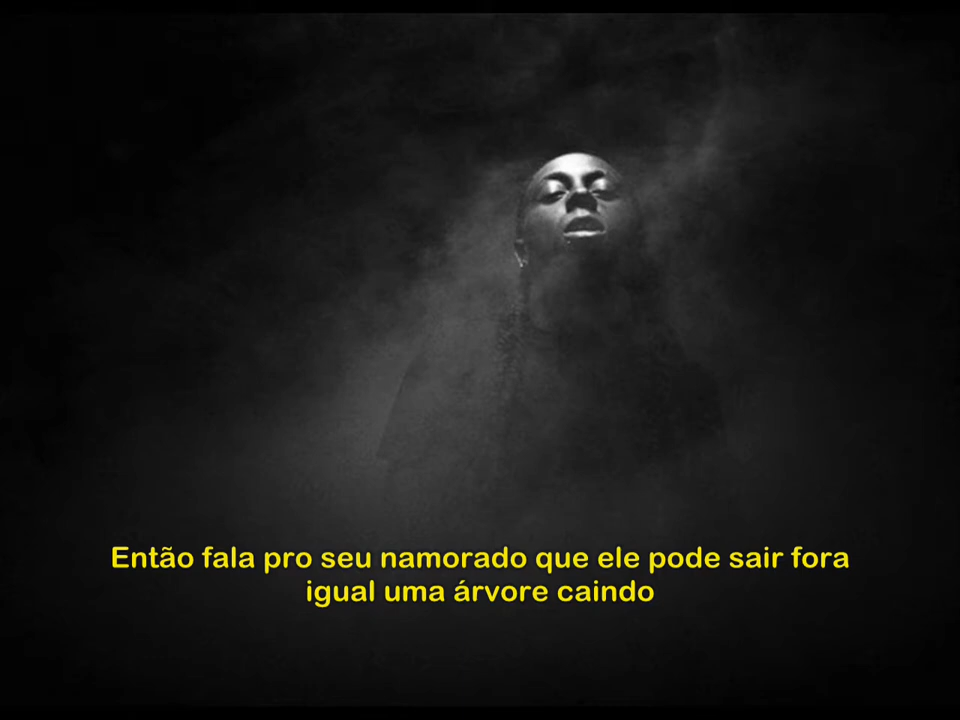 Então fala pro seu namorado que ele pode sair fora
igual uma árvore caindo